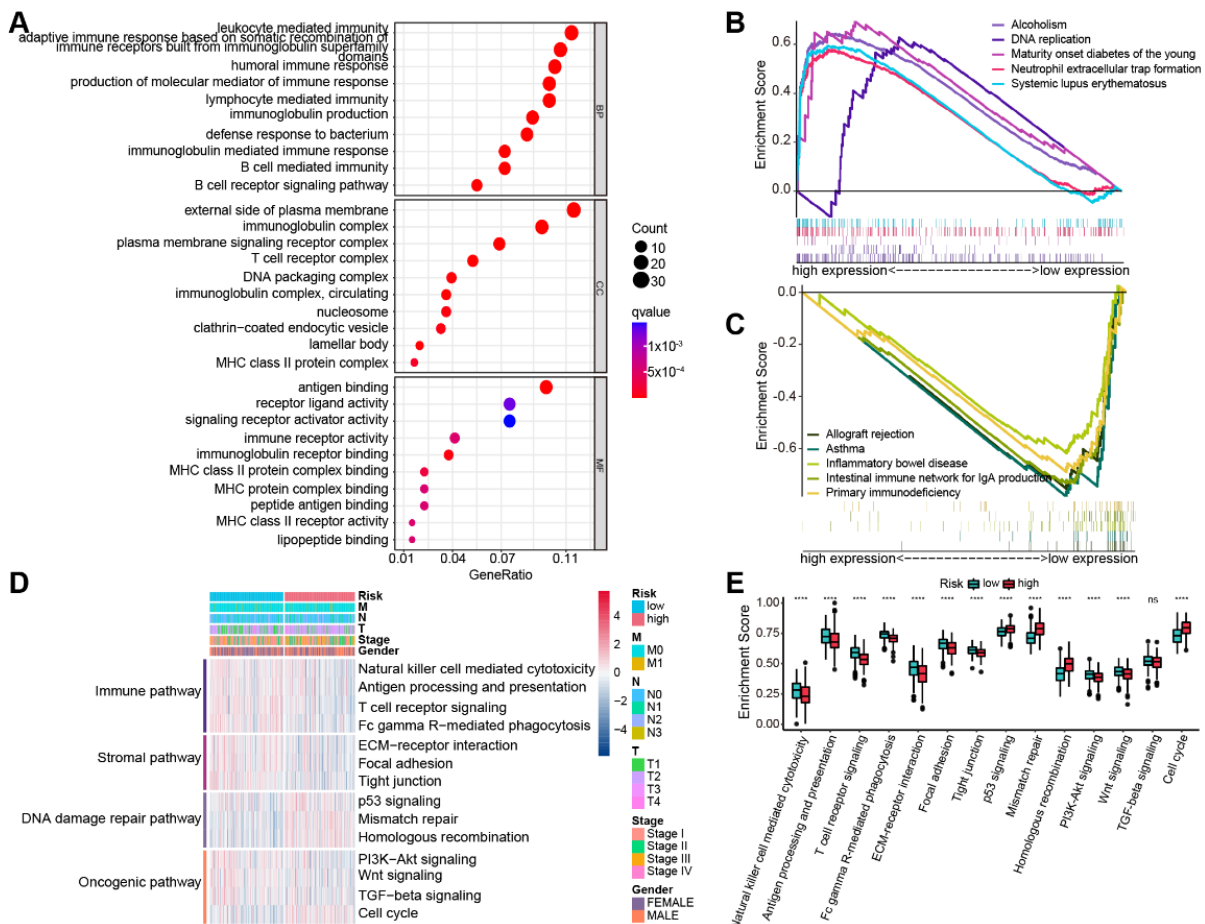 A
leukocyte mediated immunity
adaptive immune response based on somatic recombination of
immune receptors built from immunoglobulin superfamily
domains
humoral immune response
production of molecular mediator of immune response
lymphocyte mediated immunity
immunoglobulin production
defense response to bacterium
immunoglobulin mediated immune response
B cell mediated immunity
B cell receptor signaling pathway
BP
external side of plasma membrane
immunoglobulin complex
plasma membrane signaling receptor complex
T cell receptor complex
DNA packaging complex
immunoglobulin complex, circulating
nucleosome
clathrin−coated endocytic vesicle
lamellar body
MHC class II protein complex
CC
antigen binding
receptor ligand activity
signaling receptor activator activity
immune receptor activity
immunoglobulin receptor binding
MHC class II protein complex binding
MHC protein complex binding
peptide antigen binding
MHC class II receptor activity
lipopeptide binding
MF
0.01 0.04 0.07 0.11
GeneRatio
Count
10
20
30
qvalue
1x10⁻³
5x10⁻⁴
B
Enrichment Score
0.6
0.4
0.2
0.0
Alcoholism
DNA replication
Maturity onset diabetes of the young
Neutrophil extracellular trap formation
Systemic lupus erythematosus
high expression<-------------------->low expression
C
Enrichment Score
0.0
-0.2
-0.4
-0.6
Allograft rejection
Asthma
Inflammatory bowel disease
Intestinal immune network for IgA production
Primary immunodeficiency
high expression<-------------------->low expression
D
Risk
M
N
T
Stage
Gender
Immune pathway
Natural killer cell mediated cytotoxicity
Antigen processing and presentation
T cell receptor signaling
Fc gamma R−mediated phagocytosis
Stromal pathway
ECM−receptor interaction
Focal adhesion
Tight junction
DNA damage repair pathway
p53 signaling
Mismatch repair
Homologous recombination
Oncogenic pathway
PI3K−Akt signaling
Wnt signaling
TGF−beta signaling
Cell cycle
4
2
0
−2
−4
Risk
low
high
M
M0
M1
N
N0
N1
N2
N3
T
T1
T2
T3
T4
Stage
Stage I
Stage II
Stage III
Stage IV
Gender
FEMALE
MALE
E
Risk low high
Enrichment Score
1.00
0.75
0.50
0.25
0.00
**** **** **** **** **** **** **** **** **** **** **** **** ns ****
Natural killer cell mediated cytotoxicity
Antigen processing and presentation
T cell receptor signaling
Fc gamma R-mediated phagocytosis
ECM-receptor interaction
Focal adhesion
Tight junction
p53 signaling
Mismatch repair
Homologous recombination
PI3K-Akt signaling
Wnt signaling
TGF-beta signaling
Cell cycle